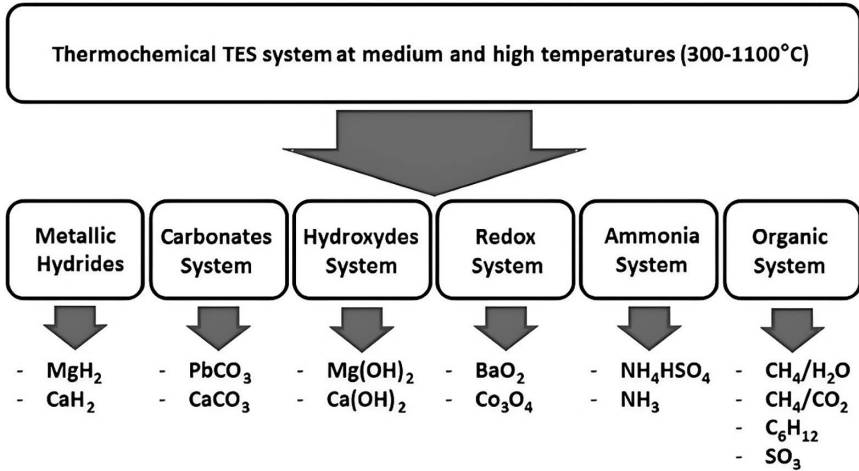 Thermochemical TES system at medium and high temperatures (300-1100°C)
Metallic
Hydrides
Carbonates
System
Hydroxydes
System
Redox
System
Ammonia
System
Organic
System
- MgH₂
- CaH₂
- PbCO₃
- CaCO₃
- Mg(OH)₂
- Ca(OH)₂
- BaO₂
- Co₃O₄
- NH₄HSO₄
- NH₃
- CH₄/H₂O
- CH₄/CO₂
- C₆H₁₂
- SO₃